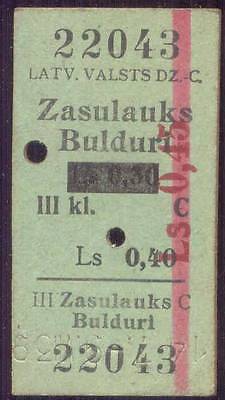 22043
LATV. VALSTS DZ.-C.
Zasulauks
Bulduri
Ls 0,30
III kl. C
Ls 0,40
III Zasulauks C
Bulduri
22043
Ls 0,45